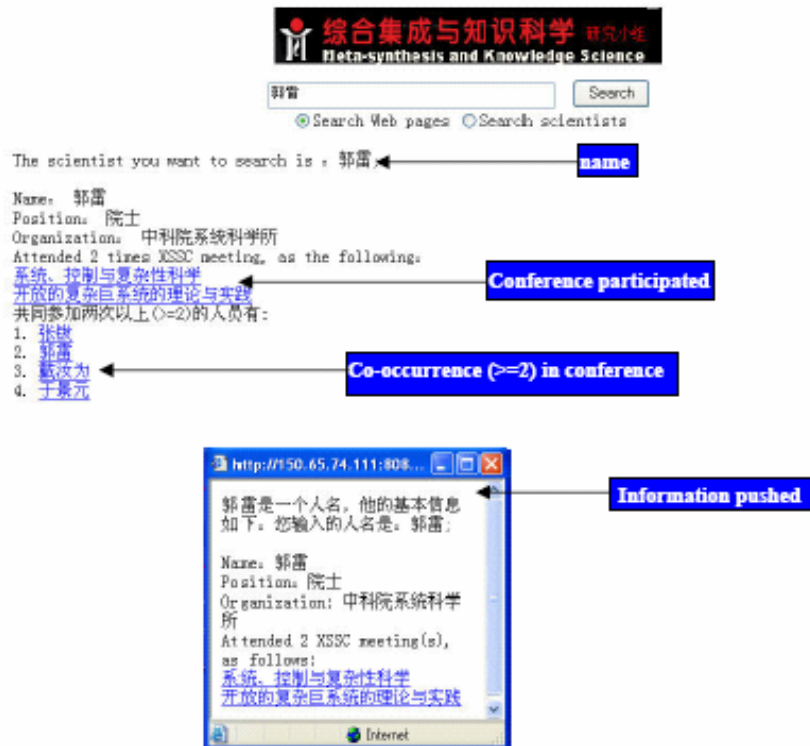 综合集成与知识科学 研究小组
Meta-synthesis and Knowledge Science
郭雷 Search
Search Web pages Search scientists
The scientist you want to search is : 郭雷; name
Name: 郭雷
Position: 院士
Organization: 中科院系统科学所
Attended 2 times XSSC meeting, as the following:
系统、控制与复杂性科学
Conference participated
开放的复杂巨系统的理论与实践
共同参加两次以上(>=2)的人员有:
1.
2. 郭雷
3. 戴汝为 Co-occurrence (>=2) in conference
4. 于景元
http://150.65.74.111:808...
郭雷是一个人名，他的基本信息 Information pushed
如下。您输入的人名是: 郭雷;
Name: 郭雷
Position: 院士
Organization: 中科院系统科学
所
Attended 2 XSSC meeting(s),
as follows:
系统、控制与复杂性科学
开放的复杂巨系统的理论与实践
Internet